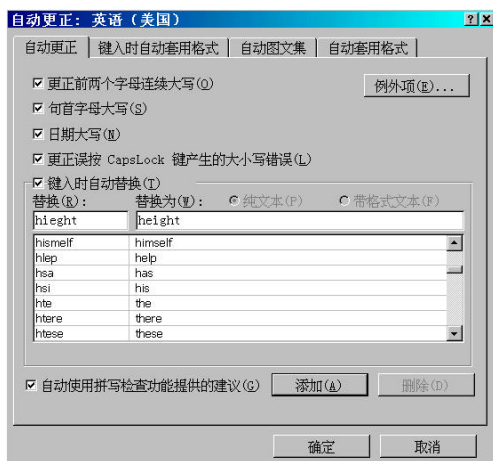 自动更正: 英语（美国）
自动更正 键入时自动套用格式 自动图文集 自动套用格式
更正前两个字母连续大写(O)
例外项(E)...
句首字母大写(S)
日期大写(N)
更正误按 CapsLock 键产生的大小写错误(L)
键入时自动替换(T)
替换(R): 替换为(W): 纯文本(P) 带格式文本(F)
hieght height
hismelf himself
hlep help
hsa has
hsi his
hte the
htere there
htese these
自动使用拼写检查功能提供的建议(G) 添加(A) 删除(D)
确定 取消